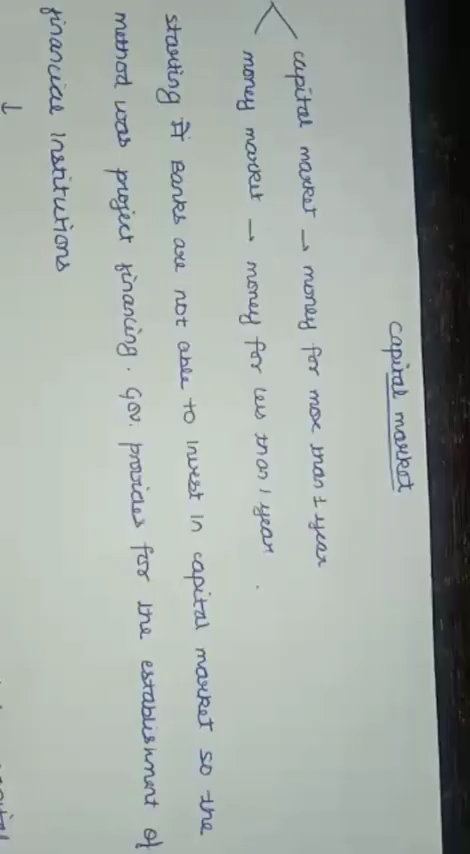 capital market
capital market → money for more than 1 year
money market → money for less than 1 year.
starting में Banks are not able to invest in capital market so the
method was project financing. Gov. provides for the establishment of
financial institutions
↓